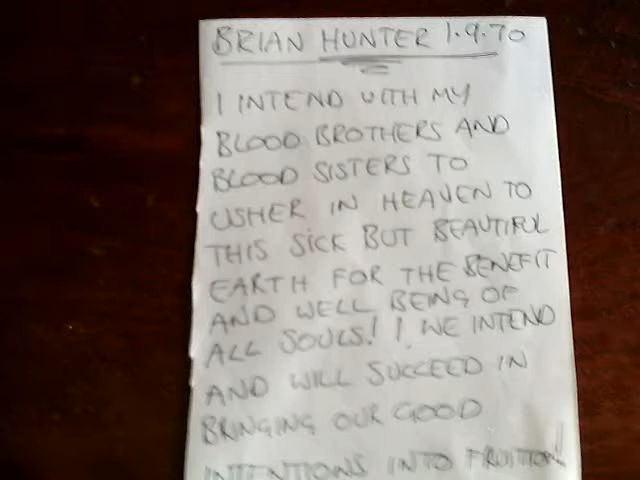 BRIAN HUNTER 1.9.70
I INTEND WITH MY
BLOOD BROTHERS AND
BLOOD SISTERS TO
USHER IN HEAVEN TO
THIS SICK BUT BEAUTIFUL
EARTH FOR THE BENEFIT
AND WELL BEING OF
ALL SOULS! I, WE INTEND
AND WILL SUCCEED IN
BRINGING OUR GOOD
INTENTIONS INTO FRUITION!